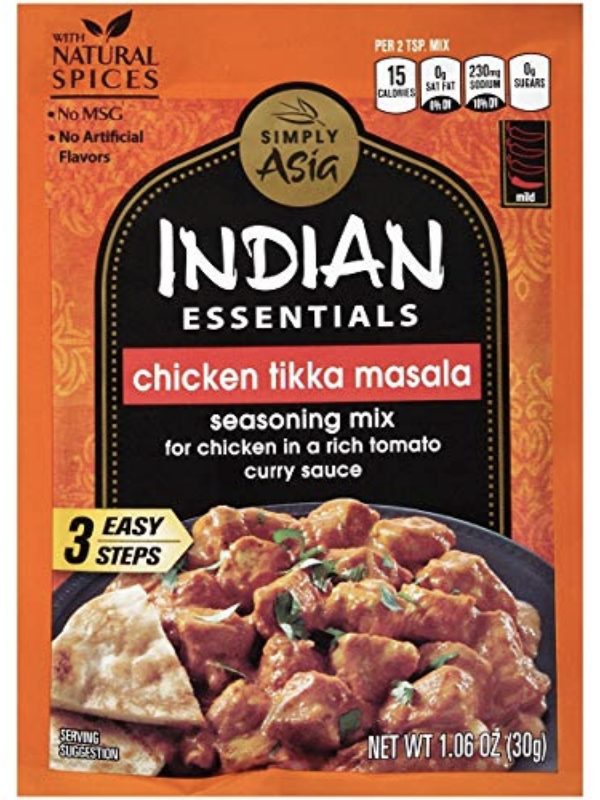 WITH
NATURAL
SPICES
• No MSG
• No Artificial
Flavors
PER 2 TSP. MIX
15
CALORIES
0g
SAT FAT
0% DV
230mg
SODIUM
10% DV
0g
SUGARS
mild
SIMPLY
Asia
INDIAN
ESSENTIALS
chicken tikka masala
seasoning mix
for chicken in a rich tomato
curry sauce
3 EASY
STEPS
SERVING
SUGGESTION
NET WT 1.06 OZ (30g)